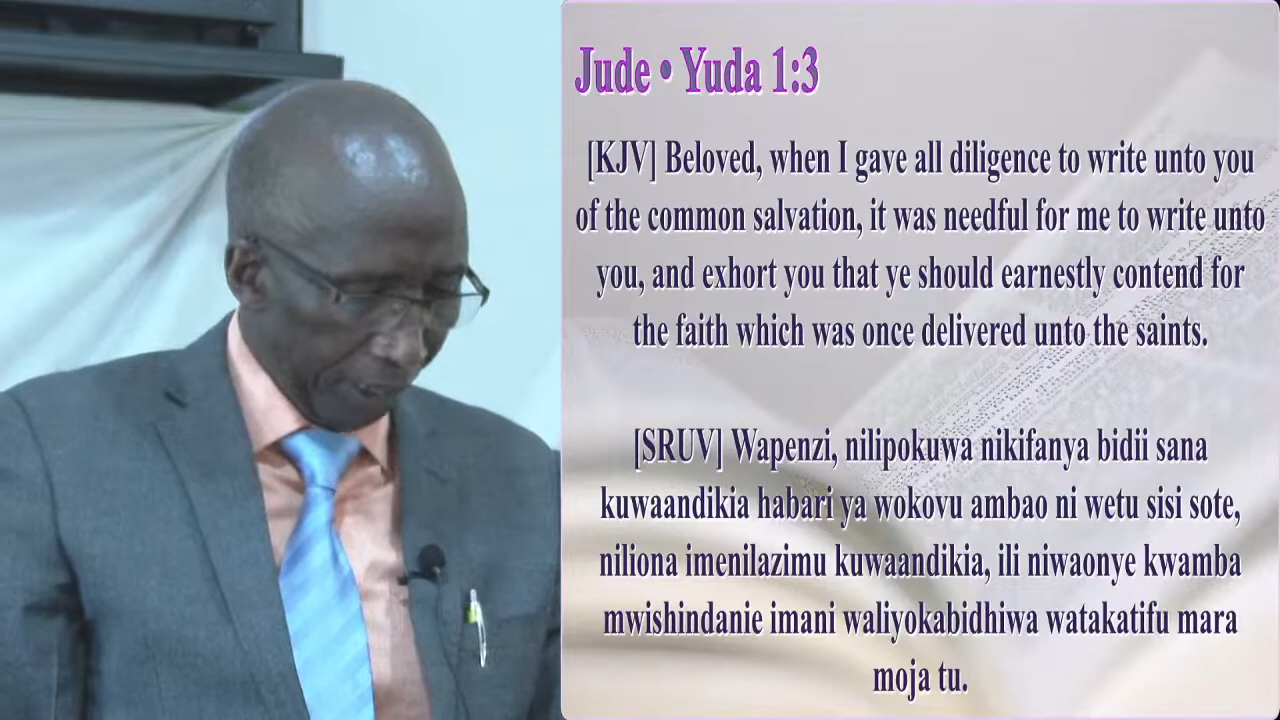 Jude • Yuda 1:3
[KJV] Beloved, when I gave all diligence to write unto you
of the common salvation, it was needful for me to write unto
you, and exhort you that ye should earnestly contend for
the faith which was once delivered unto the saints.
[SRUV] Wapenzi, nilipokuwa nikifanya bidii sana
kuwaandikia habari ya wokovu ambao ni wetu sisi sote,
niliona imenilazimu kuwaandikia, ili niwaonye kwamba
mwishindanie imani waliyokabidhiwa watakatifu mara
moja tu.